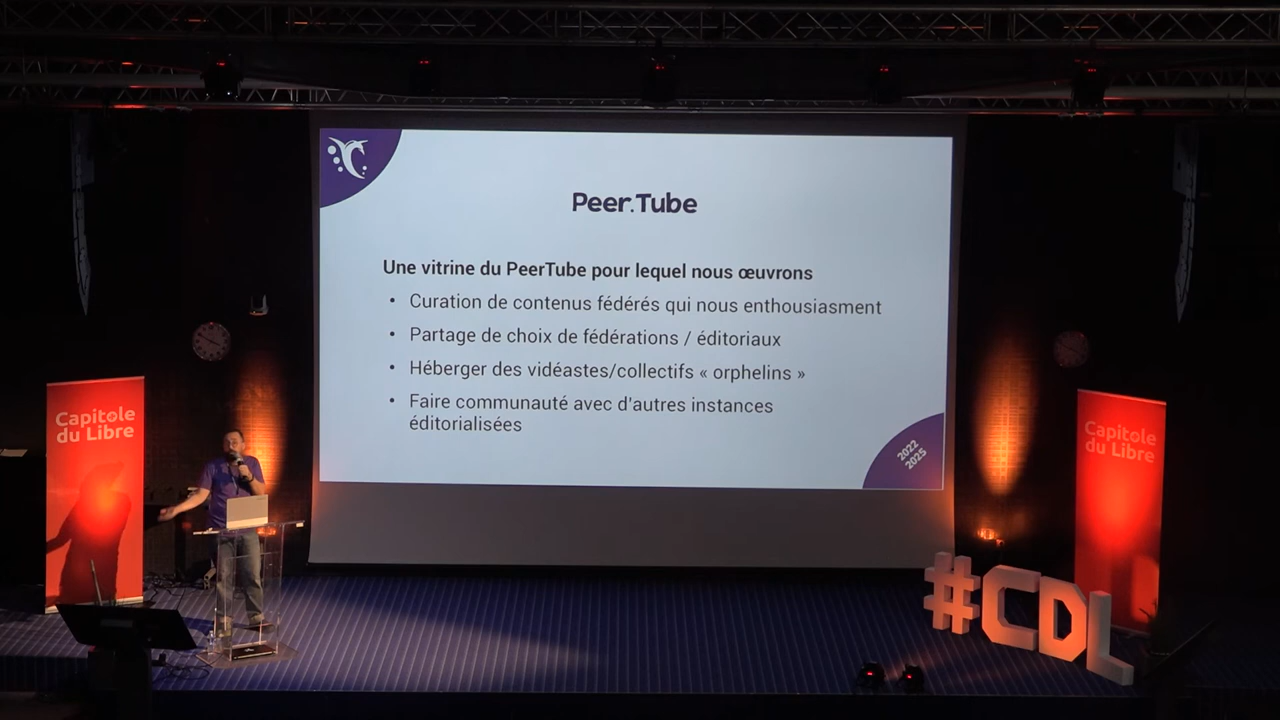 Peer.Tube
Une vitrine du PeerTube pour lequel nous œuvrons
• Curation de contenus fédérés qui nous enthousiasment
• Partage de choix de fédérations / éditoriaux
• Héberger des vidéastes/collectifs « orphelins »
• Faire communauté avec d'autres instances
éditorialisées
2022
2025
Capitole
du Libre
Capitole
du Libre
#CDL